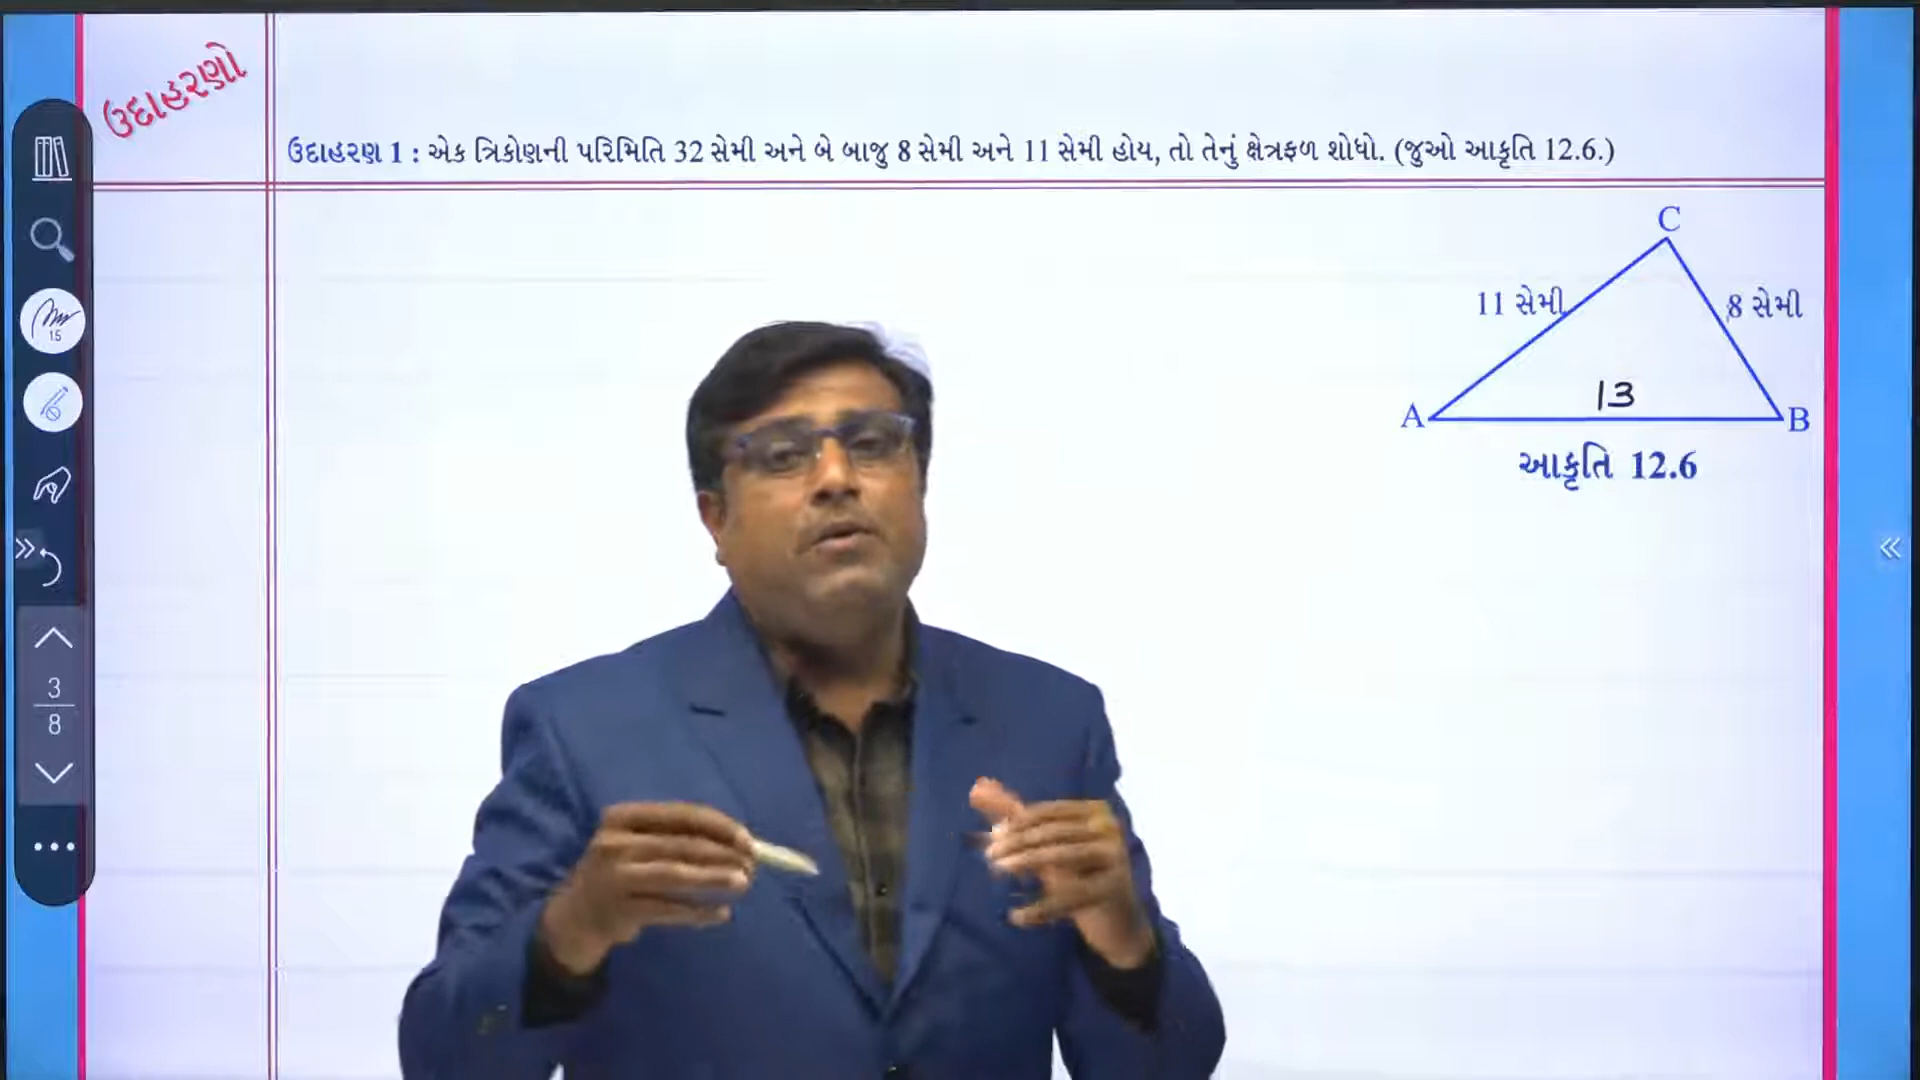 ઉદાહરણો
ઉદાહરણ 1 : એક ત્રિકોણની પરિમિતિ 32 સેમી અને બે બાજુ 8 સેમી અને 11 સેમી હોય, તો તેનું ક્ષેત્રફળ શોધો. (જુઓ આકૃતિ 12.6.)
C
11 સેમી
8 સેમી
13
A
B
આકૃતિ 12.6
15
3
8